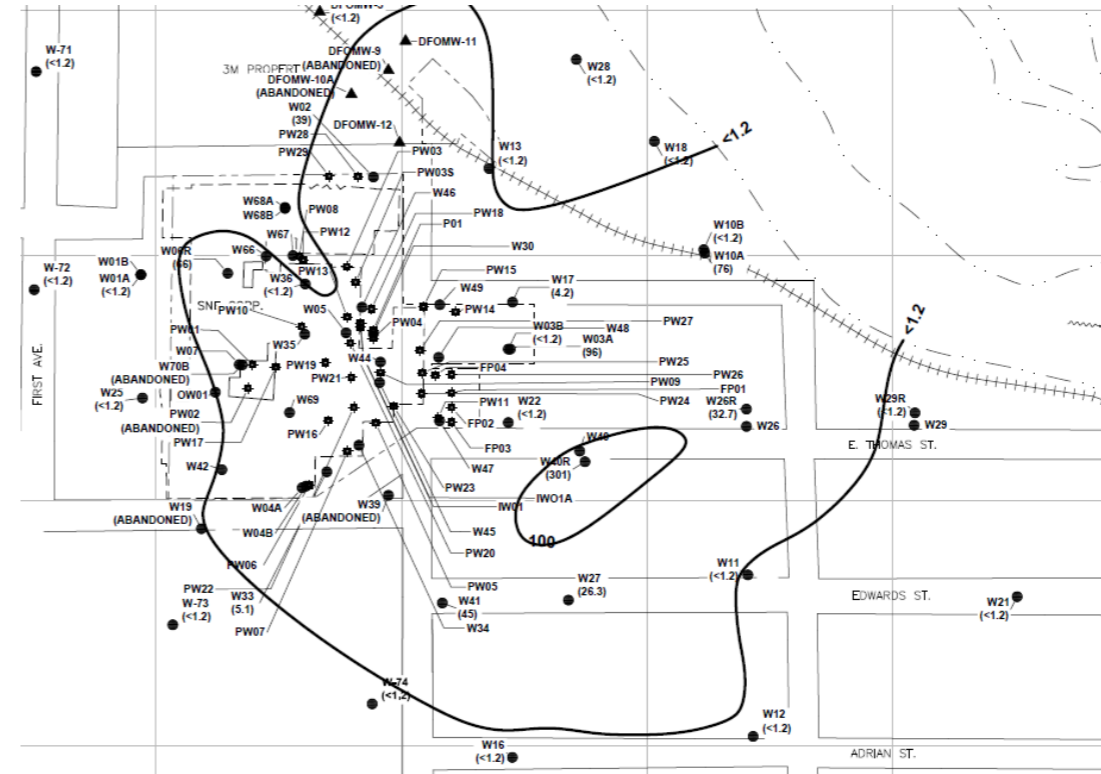 DFOMW-3
(<1.2)
W-71
(<1.2)
DFOMW-11
DFOMW-9
(ABANDONED)
3M PROPERT
DFOMW-10A
(ABANDONED)
W28
(<1.2)
W02
(39)
DFOMW-12
PW28
PW29
PW03
W13
(<1.2)
W18
(<1.2)
<1.2
PW03S
W46
W68A
W68B
PW08
PW18
P01
W67
PW12
W30
W10B
(<1.2)
W10A
(76)
W06R
(66)
W66
W-72
(<1.2)
W01B
W01A
(<1.2)
PW13
W36
(<1.2)
PW15
W49
W17
(4.2)
SNE CORP.
PW10
W05
PW14
PW27
PW01
PW04
W03B
(<1.2)
W48
W03A
(96)
<1.2
W07
W35
W70B
(ABANDONED)
PW19
W44
FP04
PW25
FIRST AVE.
PW21
PW09
PW26
FP01
W25
(<1.2)
OW01
PW24
W26R
(32.7)
W29R
(<1.2)
PW02
(ABANDONED)
W69
PW11
W22
(<1.2)
FP02
W26
W29
PW17
PW16
FP03
W40
E. THOMAS ST.
W42
W47
W40R
(301)
PW23
W19
(ABANDONED)
W04A
W39
(ABANDONED)
IWO1A
IW01
W04B
W45
100
PW20
PW06
W11
(<1.2)
PW22
W33
(5.1)
PW05
W27
(26.3)
EDWARDS ST.
W-73
(<1.2)
W41
(45)
W21
(<1.2)
PW07
W34
W-74
(<1.2)
W12
(<1.2)
W16
(<1.2)
ADRIAN ST.